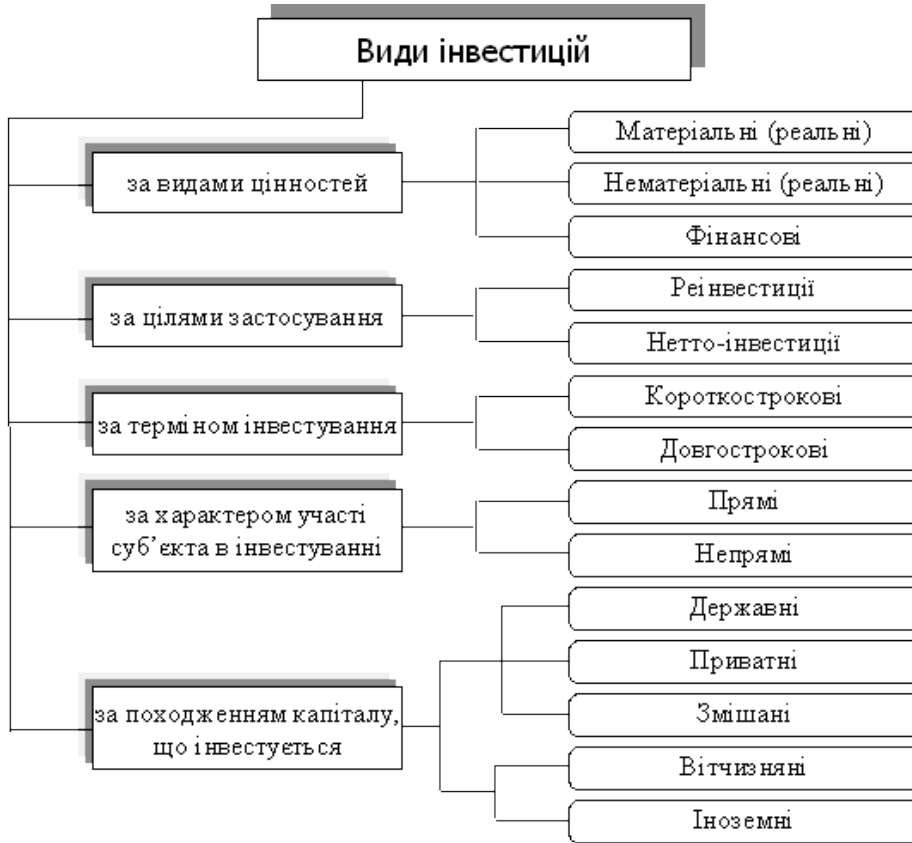 Види інвестицій
за видами цінностей
Матеріальні (реальні)
Нематеріальні (реальні)
Фінансові
за цілями застосування
Реінвестиції
Нетто-інвестиції
за терміном інвестування
Короткострокові
Довгострокові
за характером участі
суб’єкта в інвестуванні
Прямі
Непрямі
за походженням капіталу,
що інвестується
Державні
Приватні
Змішані
Вітчизняні
Іноземні